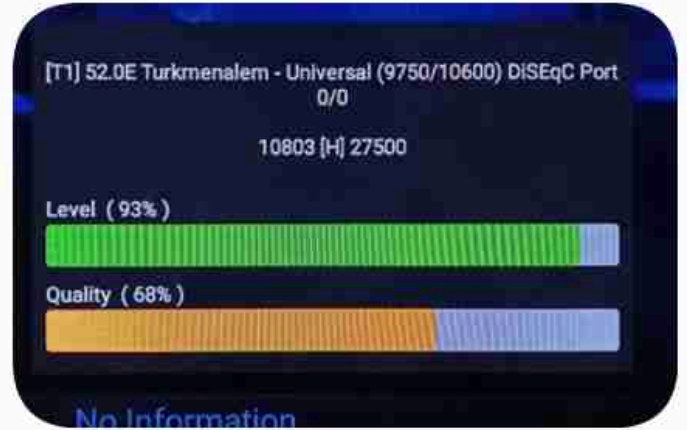 [T1] 52.0E Turkmenalem - Universal (9750/10600) DiSEqC Port
0/0
10803 [H] 27500
Level ( 93% )
Quality ( 68% )
No Information